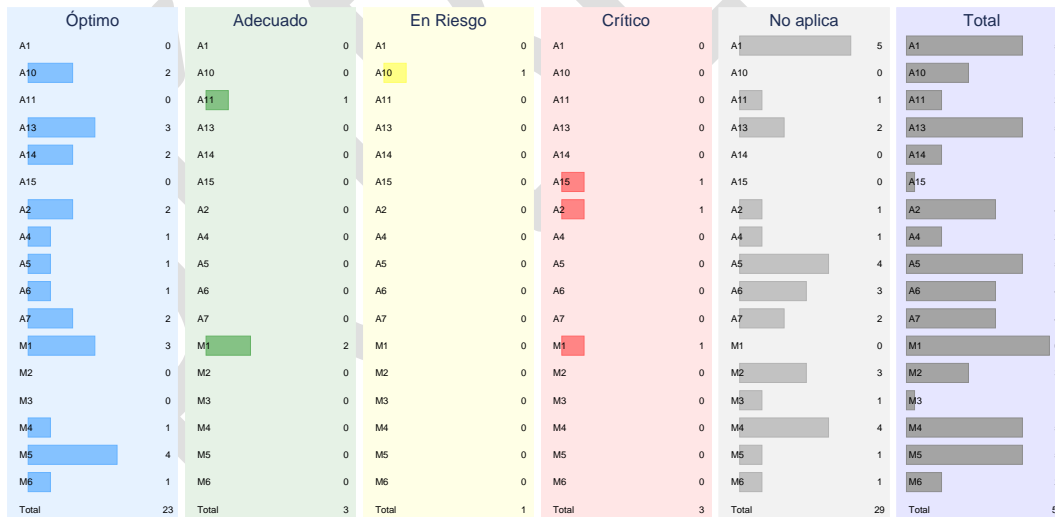 Óptimo Adecuado En Riesgo Crítico No aplica Total
A1 0 A1 0 A1 0 A1 0 A1 5 A1
A10 2 A10 0 A10 1 A10 0 A10 0 A10
A11 0 A11 1 A11 0 A11 0 A11 1 A11
A13 3 A13 0 A13 0 A13 0 A13 2 A13
A14 2 A14 0 A14 0 A14 0 A14 0 A14
A15 0 A15 0 A15 0 A15 1 A15 0 A15
A2 2 A2 0 A2 0 A2 1 A2 1 A2
A4 1 A4 0 A4 0 A4 0 A4 1 A4
A5 1 A5 0 A5 0 A5 0 A5 4 A5
A6 1 A6 0 A6 0 A6 0 A6 3 A6
A7 2 A7 0 A7 0 A7 0 A7 2 A7
M1 3 M1 2 M1 0 M1 1 M1 0 M1
M2 0 M2 0 M2 0 M2 0 M2 3 M2
M3 0 M3 0 M3 0 M3 0 M3 1 M3
M4 1 M4 0 M4 0 M4 0 M4 4 M4
M5 4 M5 0 M5 0 M5 0 M5 1 M5
M6 1 M6 0 M6 0 M6 0 M6 1 M6
Total 23 Total 3 Total 1 Total 3 Total 29 Total